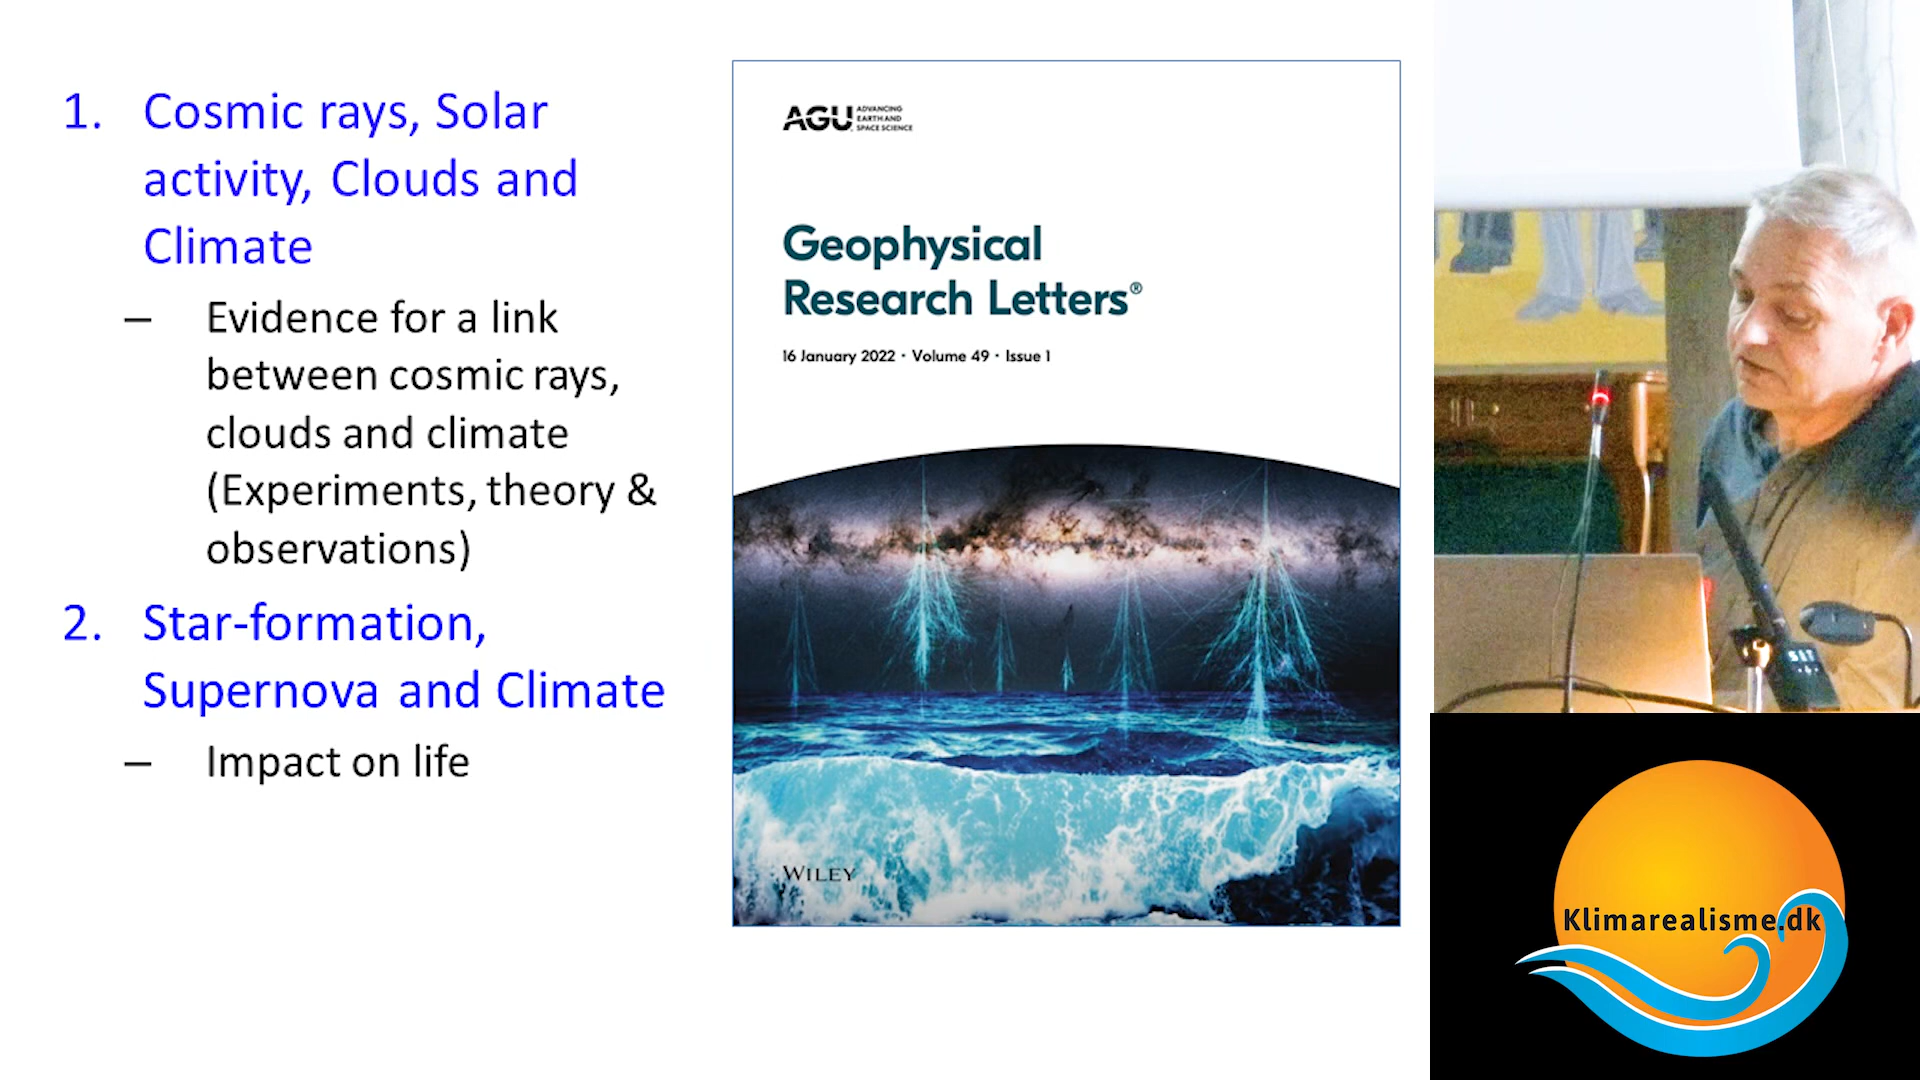 1. Cosmic rays, Solar
activity, Clouds and
Climate
– Evidence for a link
between cosmic rays,
clouds and climate
(Experiments, theory &
observations)
2. Star-formation,
Supernova and Climate
– Impact on life
AGU ADVANCING
EARTH AND
SPACE SCIENCE
Geophysical
Research Letters®
16 January 2022 · Volume 49 · Issue 1
WILEY
Klimarealisme.dk